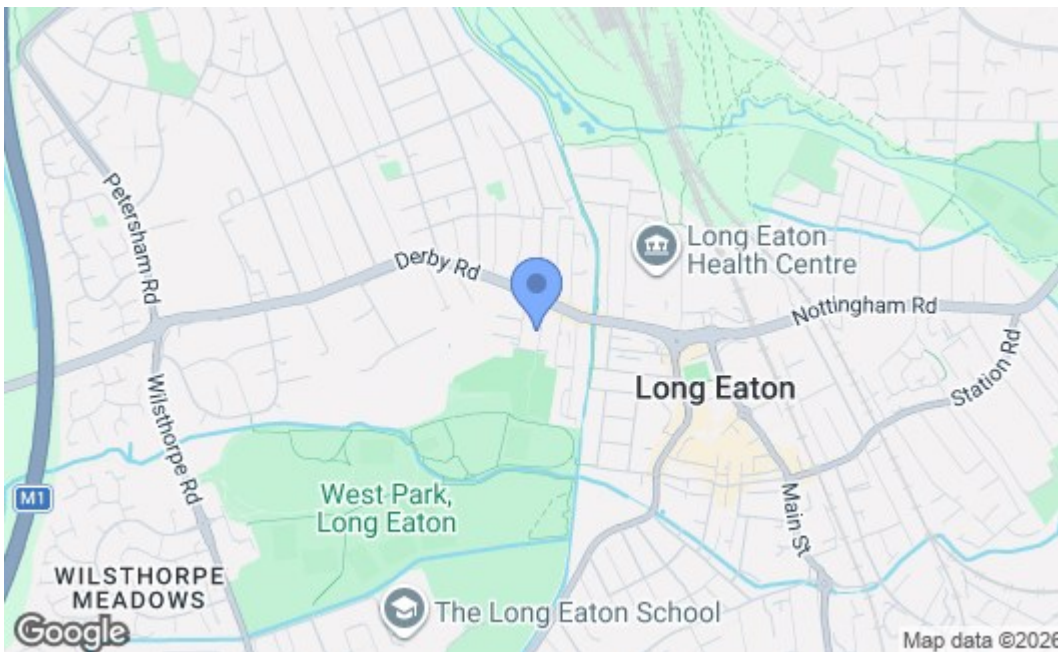 Petersham Rd
Derby Rd
Long Eaton
Health Centre
Nottingham Rd
Station Rd
Long Eaton
Wilsthorpe Rd
M1
West Park,
Long Eaton
Main St
WILSTHORPE
MEADOWS
The Long Eaton School
Google
Map data ©2026